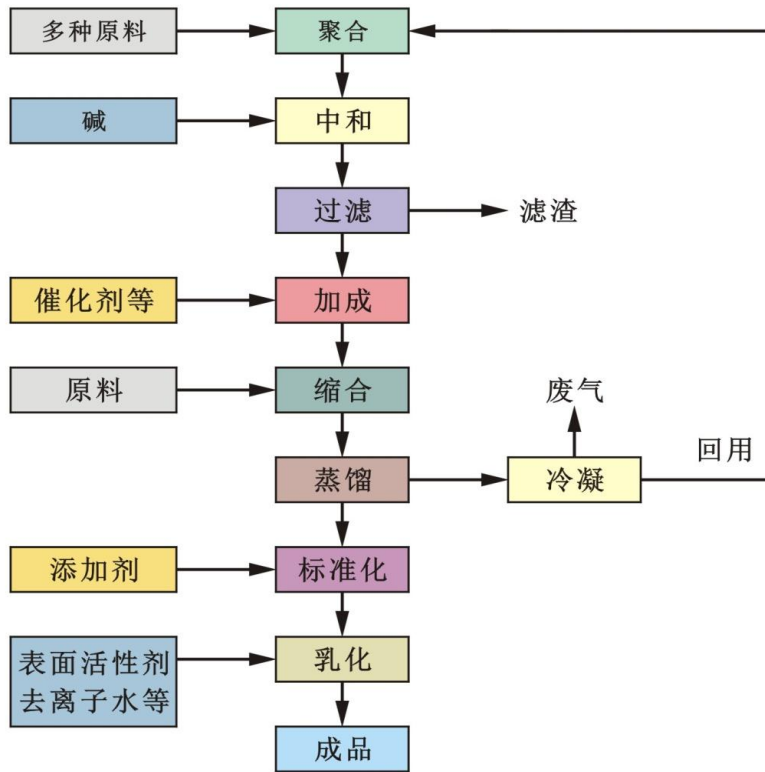 多种原料
聚合
碱
中和
过滤
滤渣
催化剂等
加成
原料
缩合
废气
回用
蒸馏
冷凝
添加剂
标准化
表面活性剂
去离子水等
乳化
成品